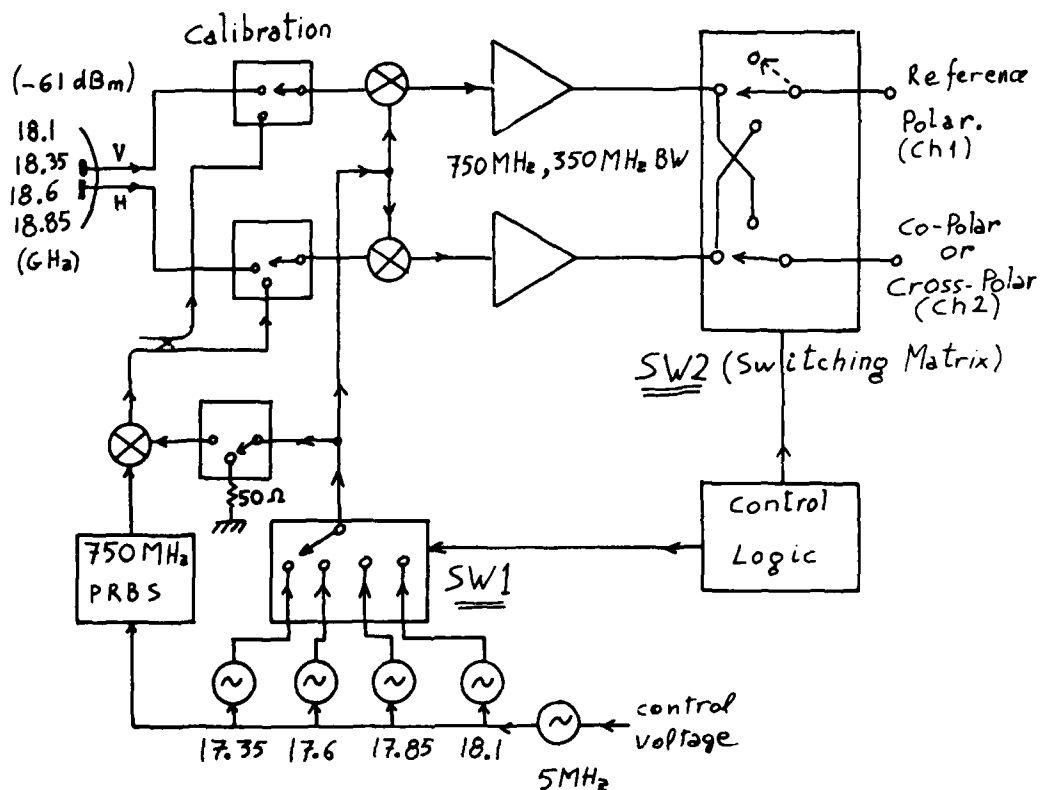 Calibration
(-61 dBm)
18.1
18.35
18.6
18.85
(GHz)
V
H
750 MHz, 350 MHz BW
Reference
Polar.
(Ch1)
Co-Polar
or
Cross-Polar
(Ch2)
SW2 (Switching Matrix)
50Ω
750 MHz
PRBS
SW1
Control
Logic
17.35 17.6 17.85 18.1
control
voltage
5 MHz